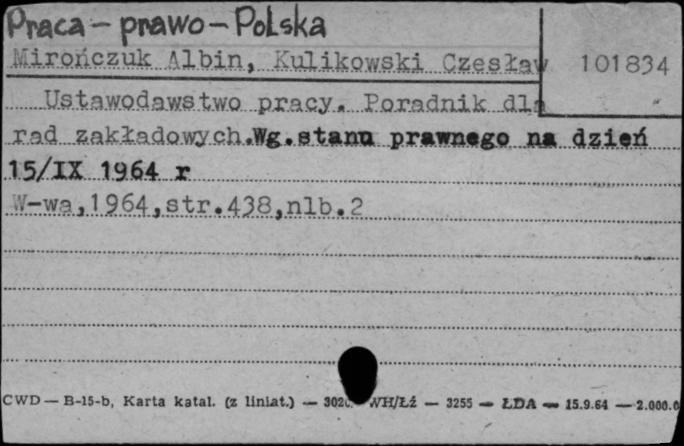 Praca – prawo – Polska
Mirończuk Albin, Kulikowski Czesław
101834
Ustawodawstwo pracy. Poradnik dla
rad zakładowych.Wg.stanu prawnego na dzień
15/IX 1964 r
W-wa,1964,str.438,nlb.2
CWD — B-15-b, Karta katal. (z liniat.) — WH/Łź — 3255 — ŁDA — 15.9.64 — 2.000.0